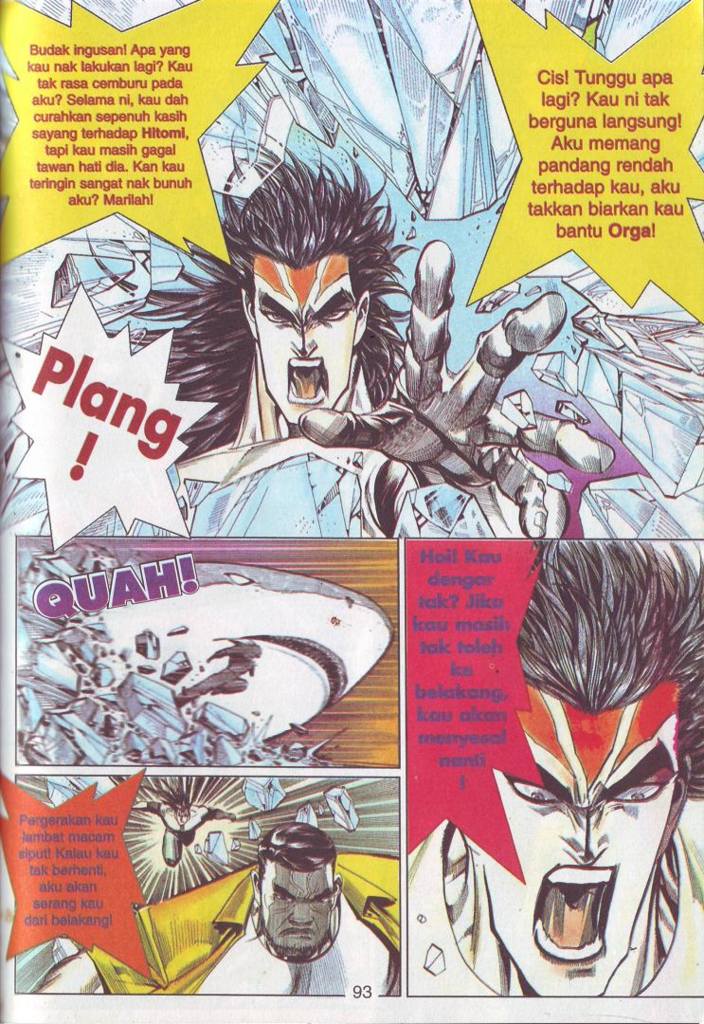 Budak ingusan! Apa yang
kau nak lakukan lagi? Kau
tak rasa cemburu pada
aku? Selama ni, kau dah
curahkan sepenuh kasih
sayang terhadap Hitomi,
tapi kau masih gagal
tawan hati dia. Kan kau
teringin sangat nak bunuh
aku? Marilah!
Cis! Tunggu apa
lagi? Kau ni tak
berguna langsung!
Aku memang
pandang rendah
terhadap kau, aku
takkan biarkan kau
bantu Orga!
Plang
!
QUAH!
Hoi! Kau
dengar
tak? Jika
kau masih
tak toleh
ke
belakang,
kau akan
menyesal
nanti
!
Pergerakan kau
lambat macam
siput! Kalau kau
tak berhenti,
aku akan
serang kau
dari belakang!
93